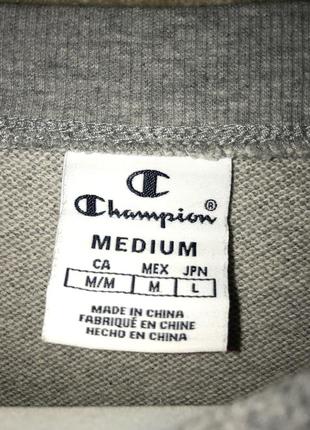 Champion®
MEDIUM
CA MEX JPN
M/M M L
MADE IN CHINA
FABRIQUÉ EN CHINE
HECHO EN CHINA